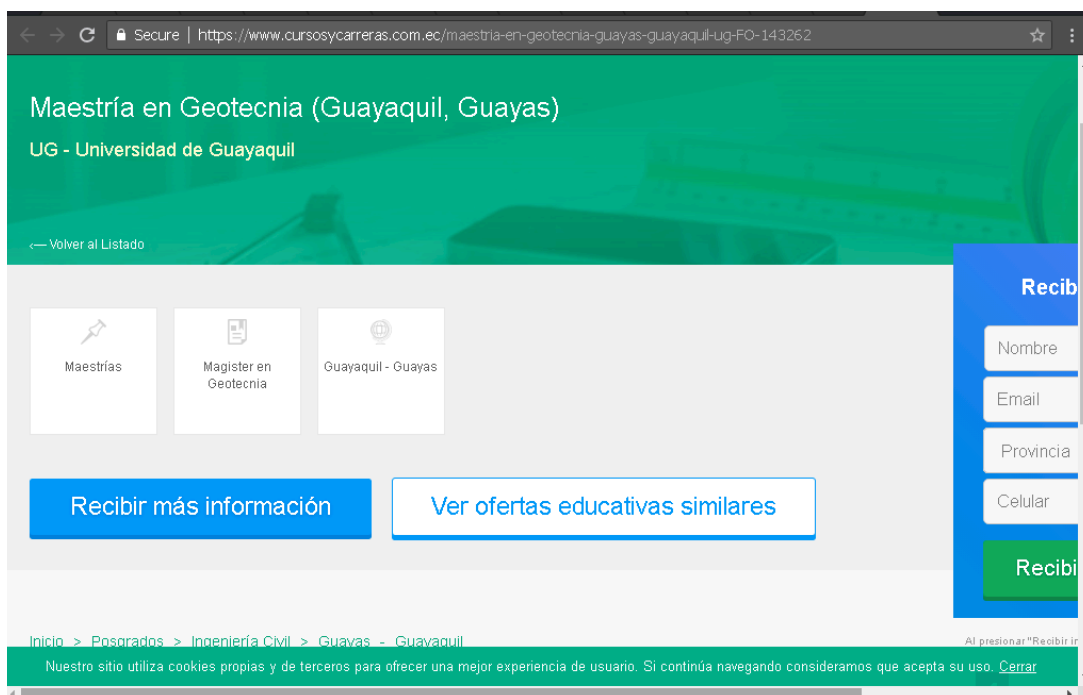 Secure | https://www.cursosycarreras.com.ec/maestria-en-geotecnia-guayas-guayaquil-ug-FO-143262
Maestría en Geotecnia (Guayaquil, Guayas)
UG - Universidad de Guayaquil
<— Volver al Listado
Maestrías
Magister en
Geotecnia
Guayaquil - Guayas
Recibir más información
Ver ofertas educativas similares
Recib
Nombre
Email
Provincia
Celular
Recibi
Al presionar "Recibir in
Inicio > Posgrados > Ingeniería Civil > Guayas - Guayaquil
Nuestro sitio utiliza cookies propias y de terceros para ofrecer una mejor experiencia de usuario. Si continúa navegando consideramos que acepta su uso. Cerrar